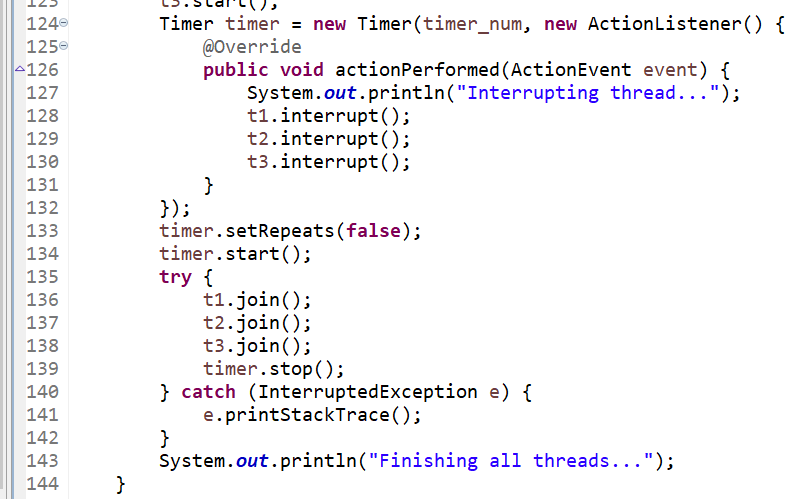 123 t3.start();
124 Timer timer = new Timer(timer_num, new ActionListener() {
125 @Override
126 public void actionPerformed(ActionEvent event) {
127 System.out.println("Interrupting thread...");
128 t1.interrupt();
129 t2.interrupt();
130 t3.interrupt();
131 }
132 });
133 timer.setRepeats(false);
134 timer.start();
135 try {
136 t1.join();
137 t2.join();
138 t3.join();
139 timer.stop();
140 } catch (InterruptedException e) {
141 e.printStackTrace();
142 }
143 System.out.println("Finishing all threads...");
144 }